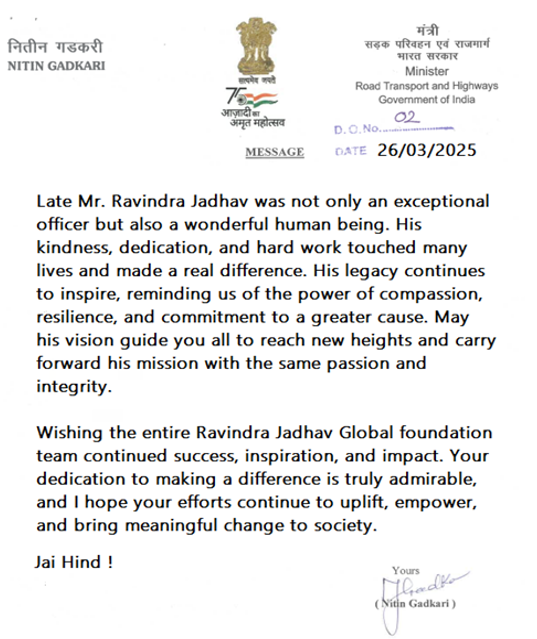 नितीन गडकरी
NITIN GADKARI
सत्यमेव जयते
75
आज़ादी का
अमृत महोत्सव
मंत्री
सड़क परिवहन एवं राजमार्ग
भारत सरकार
Minister
Road Transport and Highways
Government of India
D.O.No. 02
MESSAGE
DATE 26/03/2025
Late Mr. Ravindra Jadhav was not only an exceptional
officer but also a wonderful human being. His
kindness, dedication, and hard work touched many
lives and made a real difference. His legacy continues
to inspire, reminding us of the power of compassion,
resilience, and commitment to a greater cause. May
his vision guide you all to reach new heights and carry
forward his mission with the same passion and
integrity.
Wishing the entire Ravindra Jadhav Global foundation
team continued success, inspiration, and impact. Your
dedication to making a difference is truly admirable,
and I hope your efforts continue to uplift, empower,
and bring meaningful change to society.
Jai Hind !
Yours
( Nitin Gadkari )